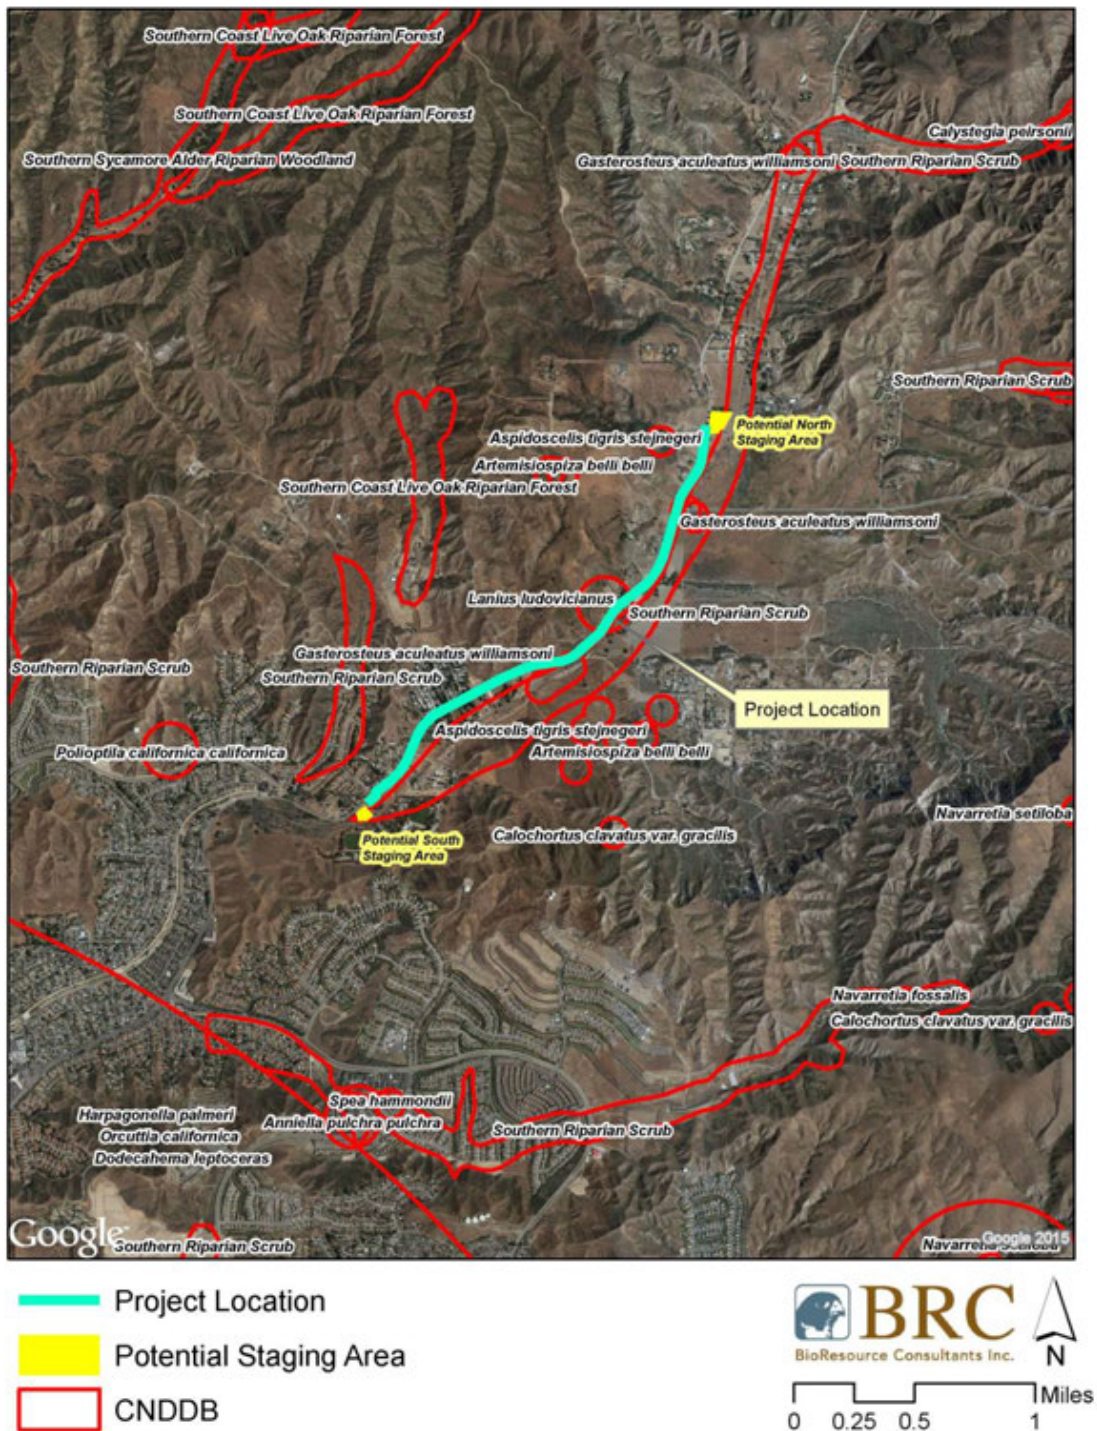 Southern Coast Live Oak Riparian Forest
Southern Coast Live Oak Riparian Forest
Calystegia peirsonii
Southern Sycamore Alder Riparian Woodland
Gasterosteus aculeatus williamsoni
Southern Riparian Scrub
Southern Riparian Scrub
Potential North
Staging Area
Aspidoscelis tigris stejnegeri
Artemisiospiza belli belli
Southern Coast Live Oak Riparian Forest
Gasterosteus aculeatus williamsoni
Lanius ludovicianus
Southern Riparian Scrub
Gasterosteus aculeatus williamsoni
Southern Riparian Scrub
Southern Riparian Scrub
Project Location
Aspidoscelis tigris stejnegeri
Polioptila californica californica
Artemisiospiza belli belli
Navarretia setiloba
Calochortus clavatus var. gracilis
Potential South
Staging Area
Navarretia fossalis
Calochortus clavatus var. gracilis
Spea hammondii
Harpagonella palmeri
Anniella pulchra pulchra
Southern Riparian Scrub
Orcuttia californica
Dodecahema leptoceras
Google
Southern Riparian Scrub
Google 2015
Navarretia setiloba
Project Location
Potential Staging Area
CNDDB
BRC
BioResource Consultants Inc.
N
Miles
0 0.25 0.5 1